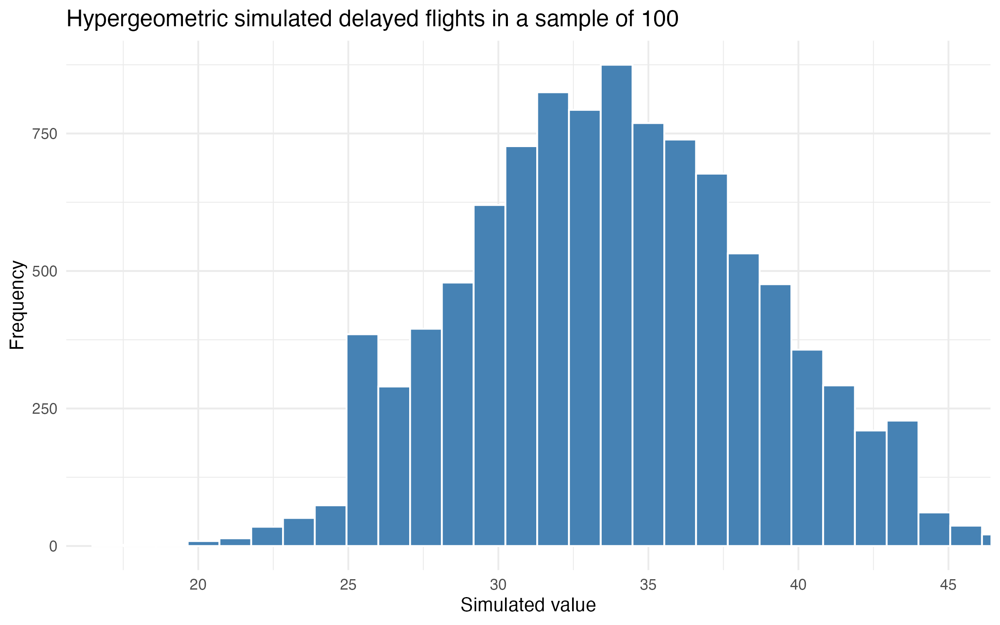 Hypergeometric simulated delayed flights in a sample of 100
Frequency
750
500
250
0
20 25 30 35 40 45
Simulated value